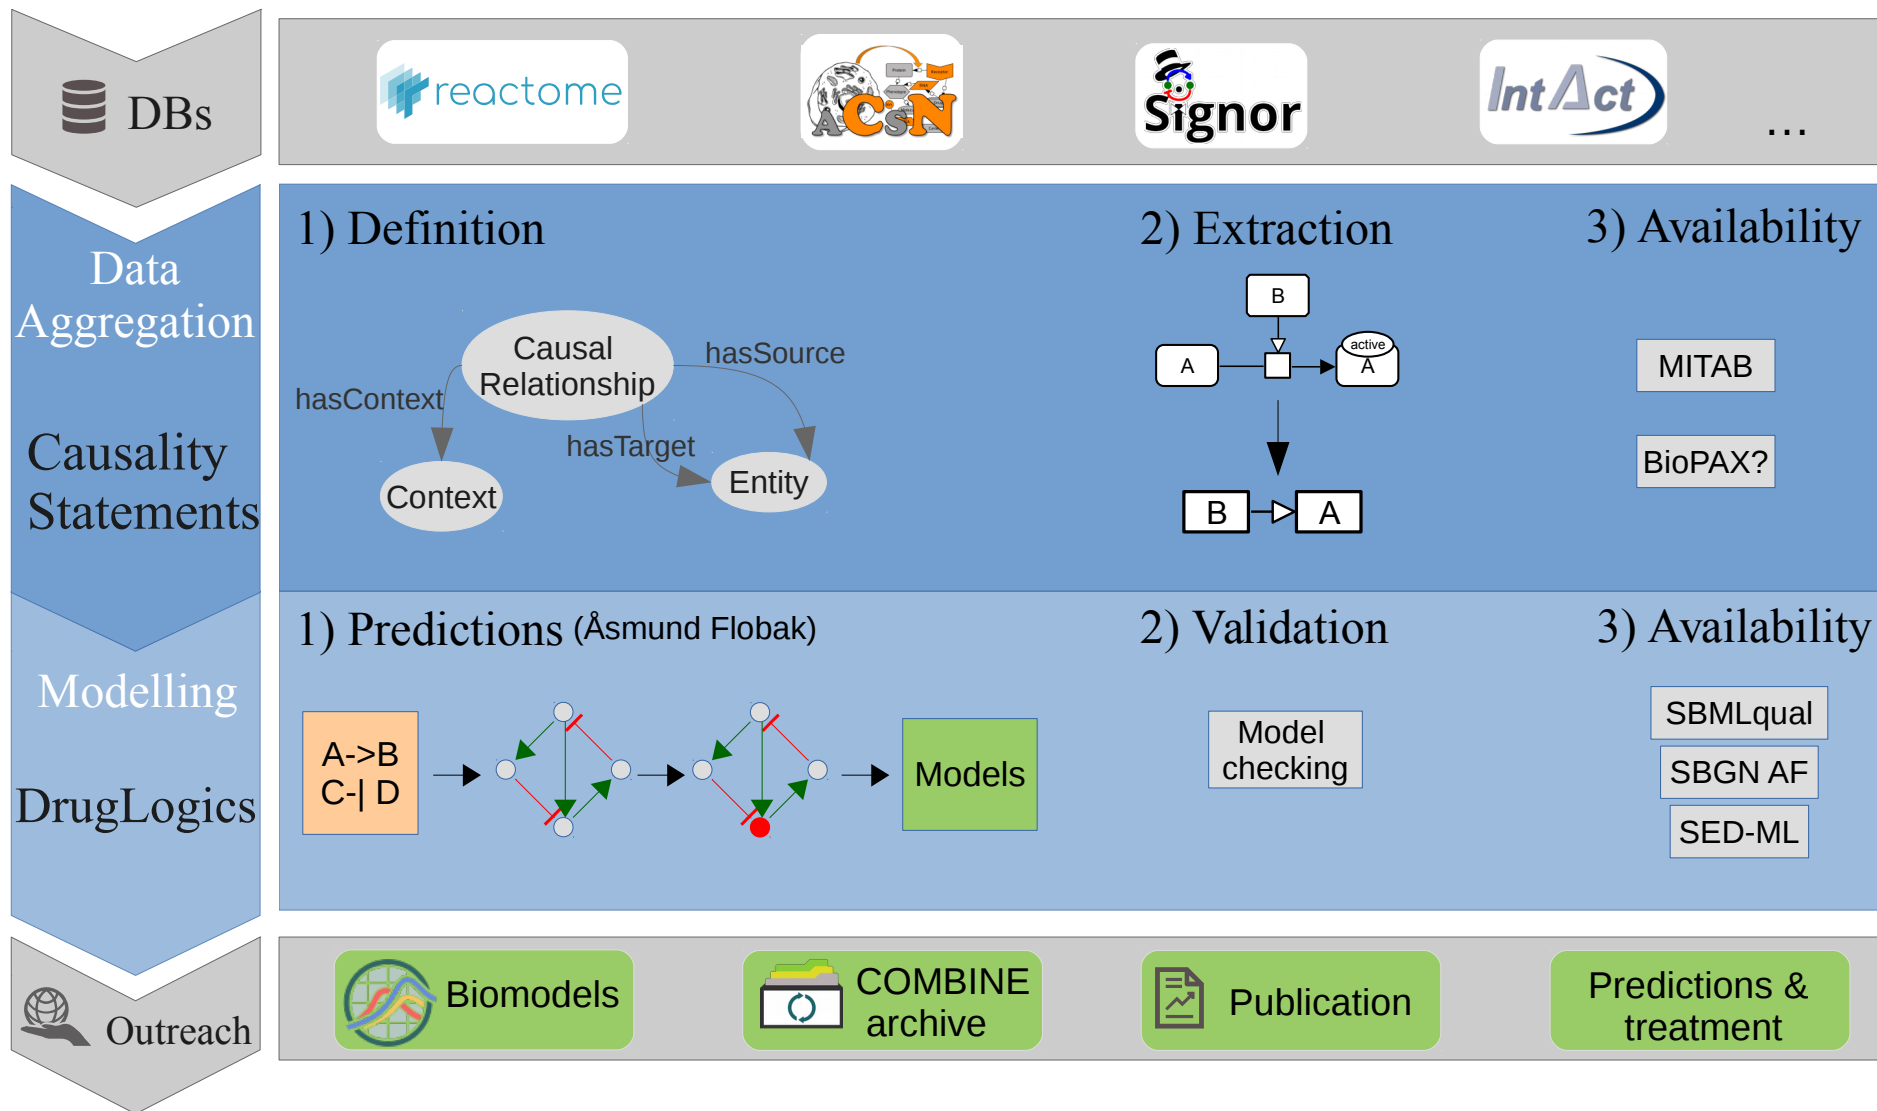 DBs
reactome
ACSN
Signor
IntAct
...
Data
Aggregation
Causality
Statements
1) Definition
2) Extraction
3) Availability
Causal
Relationship
hasSource
hasContext
hasTarget
Context
Entity
B
A
active
A
B
A
MITAB
BioPAX?
Modelling
DrugLogics
1) Predictions (Åsmund Flobak)
2) Validation
3) Availability
A->B
C-| D
Models
Model
checking
SBMLqual
SBGN AF
SED-ML
Outreach
Biomodels
COMBINE
archive
Publication
Predictions &
treatment